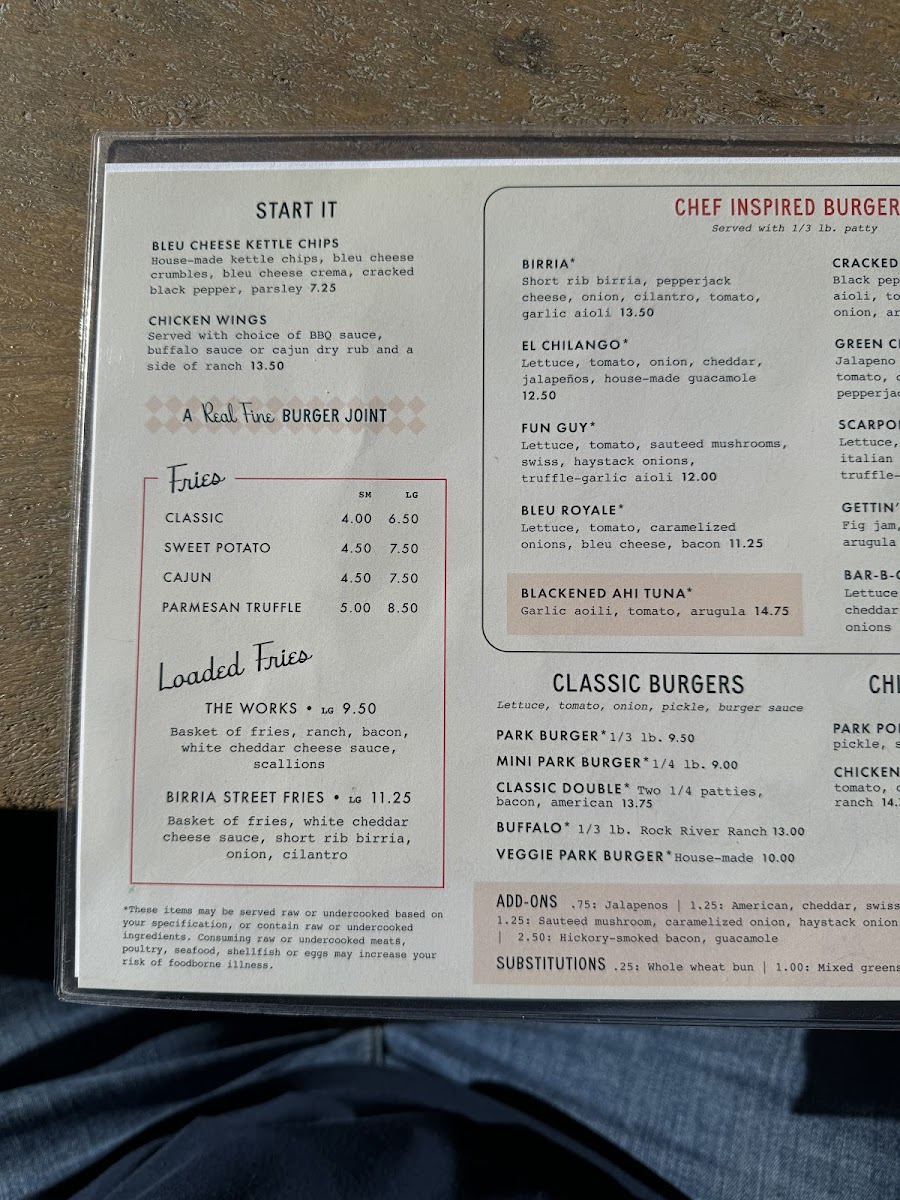 START IT
BLEU CHEESE KETTLE CHIPS
House-made kettle chips, bleu cheese
crumbles, bleu cheese crema, cracked
black pepper, parsley 7.25
CHICKEN WINGS
Served with choice of BBQ sauce,
buffalo sauce or cajun dry rub and a
side of ranch 13.50
A Real Fine BURGER JOINT
Fries
SM LG
CLASSIC 4.00 6.50
SWEET POTATO 4.50 7.50
CAJUN 4.50 7.50
PARMESAN TRUFFLE 5.00 8.50
Loaded Fries
THE WORKS • LG 9.50
Basket of fries, ranch, bacon,
white cheddar cheese sauce,
scallions
BIRRIA STREET FRIES • LG 11.25
Basket of fries, white cheddar
cheese sauce, short rib birria,
onion, cilantro
*These items may be served raw or undercooked based on
your specification, or contain raw or undercooked
ingredients. Consuming raw or undercooked meats,
poultry, seafood, shellfish or eggs may increase your
risk of foodborne illness.
CHEF INSPIRED BURGER
Served with 1/3 lb. patty
BIRRIA*
Short rib birria, pepperjack
cheese, onion, cilantro, tomato,
garlic aioli 13.50
EL CHILANGO*
Lettuce, tomato, onion, cheddar,
jalapeños, house-made guacamole
12.50
FUN GUY*
Lettuce, tomato, sauteed mushrooms,
swiss, haystack onions,
truffle-garlic aioli 12.00
BLEU ROYALE*
Lettuce, tomato, caramelized
onions, bleu cheese, bacon 11.25
BLACKENED AHI TUNA*
Garlic aoili, tomato, arugula 14.75
CRACKED
Black pep
aioli, to
onion, ar
GREEN C
Jalapeno
tomato, c
pepperjac
SCARPO
Lettuce,
italian
truffle-
GETTIN'
Fig jam,
arugula
BAR-B-
Lettuce
cheddar
onions
CLASSIC BURGERS
Lettuce, tomato, onion, pickle, burger sauce
PARK BURGER* 1/3 lb. 9.50
MINI PARK BURGER* 1/4 lb. 9.00
CLASSIC DOUBLE* Two 1/4 patties,
bacon, american 13.75
BUFFALO* 1/3 lb. Rock River Ranch 13.00
VEGGIE PARK BURGER* House-made 10.00
CHI
PARK PO
pickle, s
CHICKEN
tomato, c
ranch 14.
ADD-ONS .75: Jalapenos | 1.25: American, cheddar, swiss
1.25: Sauteed mushroom, caramelized onion, haystack onion
| 2.50: Hickory-smoked bacon, guacamole
SUBSTITUTIONS .25: Whole wheat bun | 1.00: Mixed greens